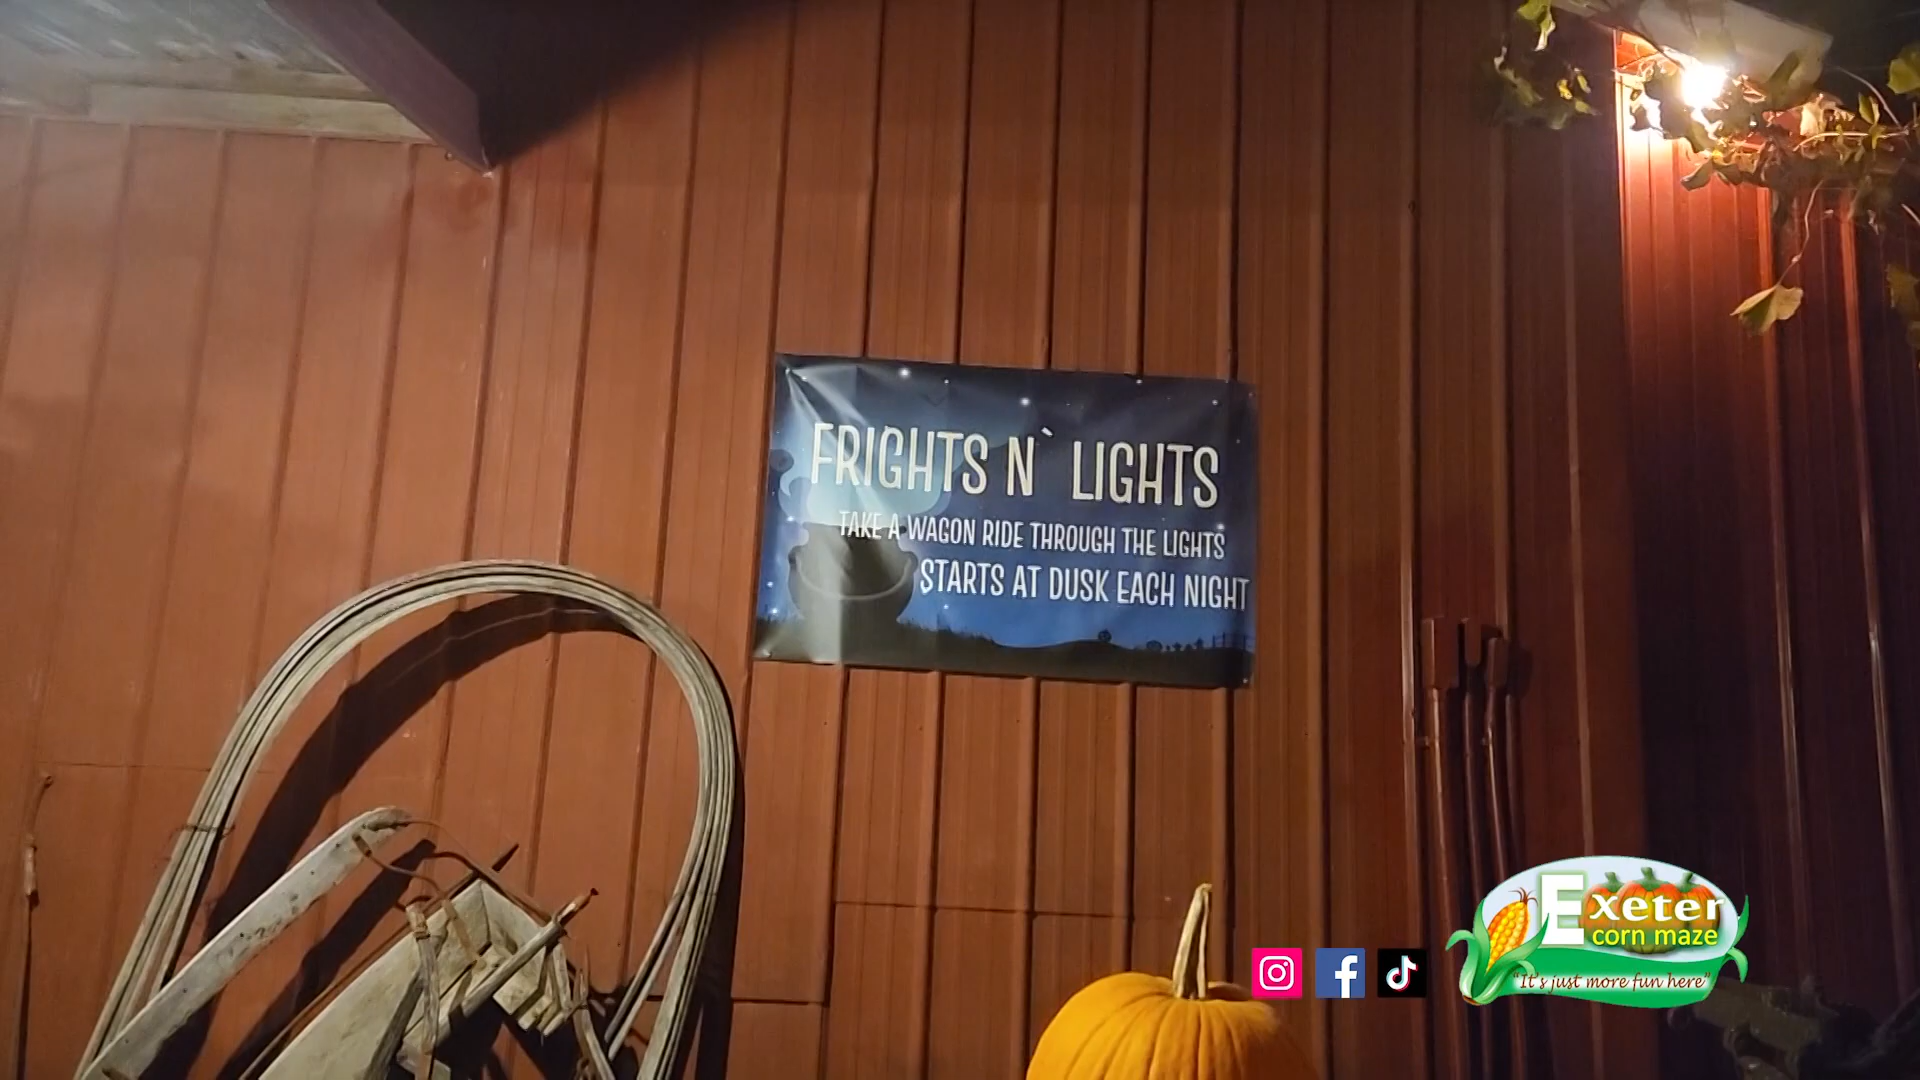 FRIGHTS N` LIGHTS
TAKE A WAGON RIDE THROUGH THE LIGHTS
STARTS AT DUSK EACH NIGHT
Exeter
corn maze
"It's just more fun here"